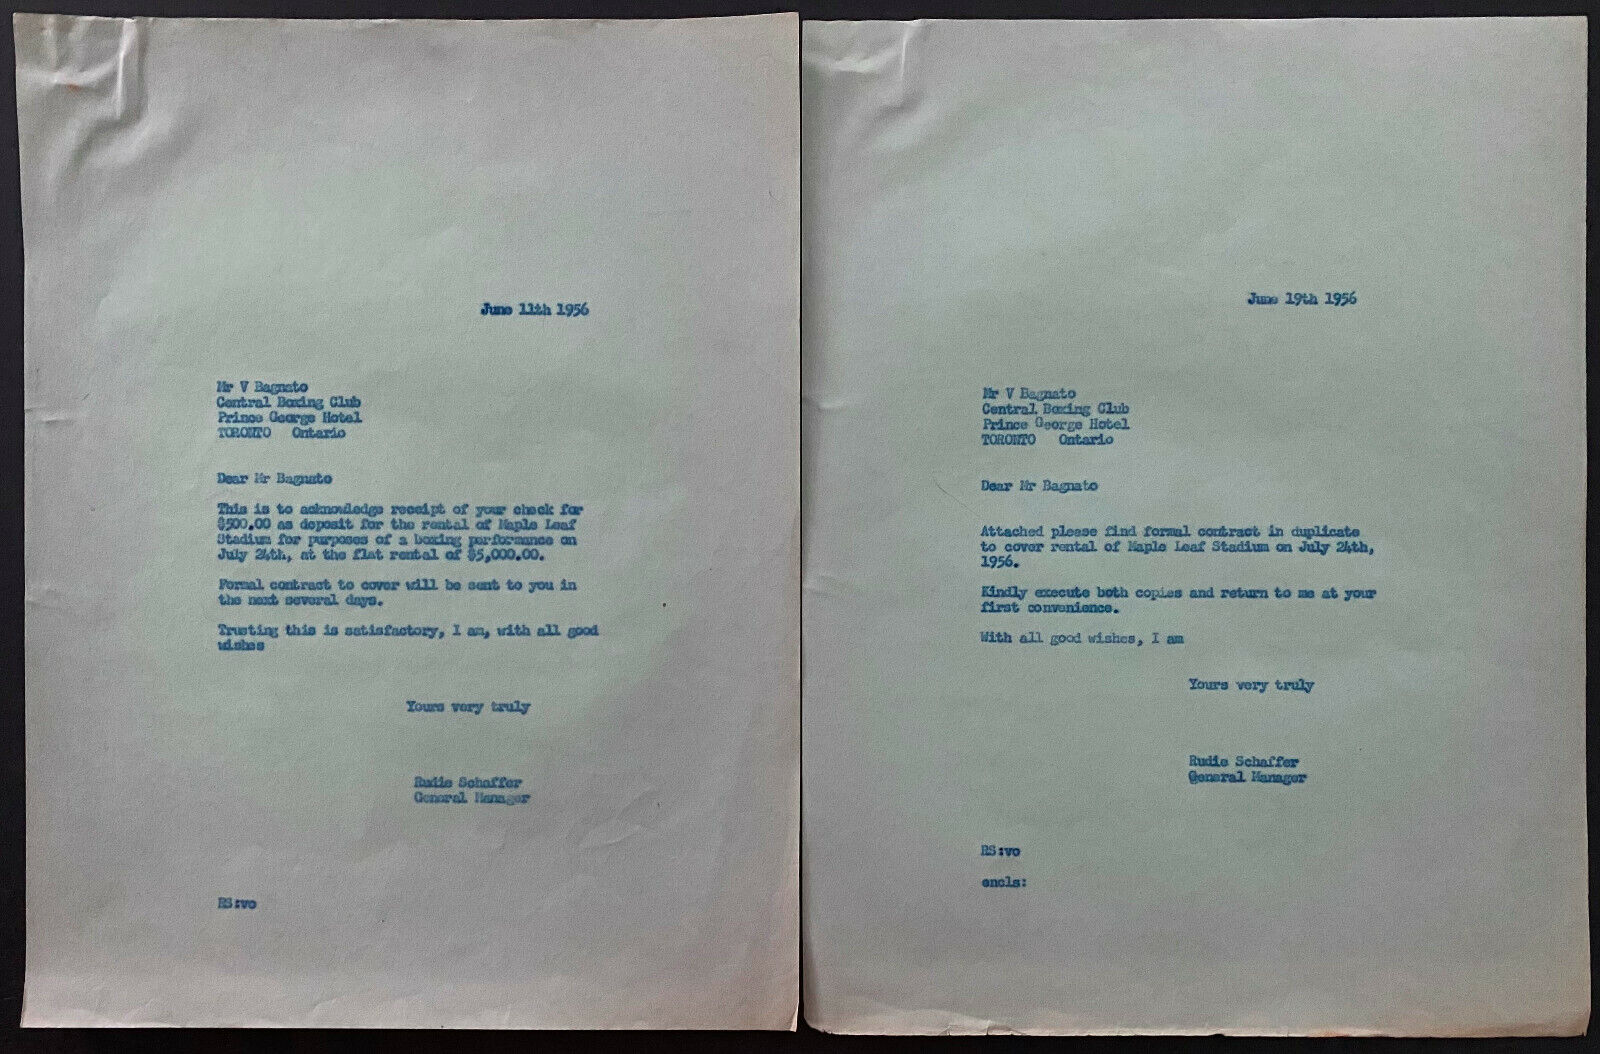 June 11th 1956
Mr V Bagnato
Central Boxing Club
Prince George Hotel
TORONTO Ontario
Dear Mr Bagnato
This is to acknowledge receipt of your check for
$500.00 as deposit for the rental of Maple Leaf
Stadium for purposes of a boxing performance on
July 24th, at the flat rental of $5,000.00.
Formal contract to cover will be sent to you in
the next several days.
Trusting this is satisfactory, I am, with all good
wishes
Yours very truly
Rudie Schaffer
General Manager
RS:vo
June 19th 1956
Mr V Bagnato
Central Boxing Club
Prince George Hotel
TORONTO Ontario
Dear Mr Bagnato
Attached please find formal contract in duplicate
to cover rental of Maple Leaf Stadium on July 24th,
1956.
Kindly execute both copies and return to me at your
first convenience.
With all good wishes, I am
Yours very truly
Rudie Schaffer
General Manager
RS:vo
encls: